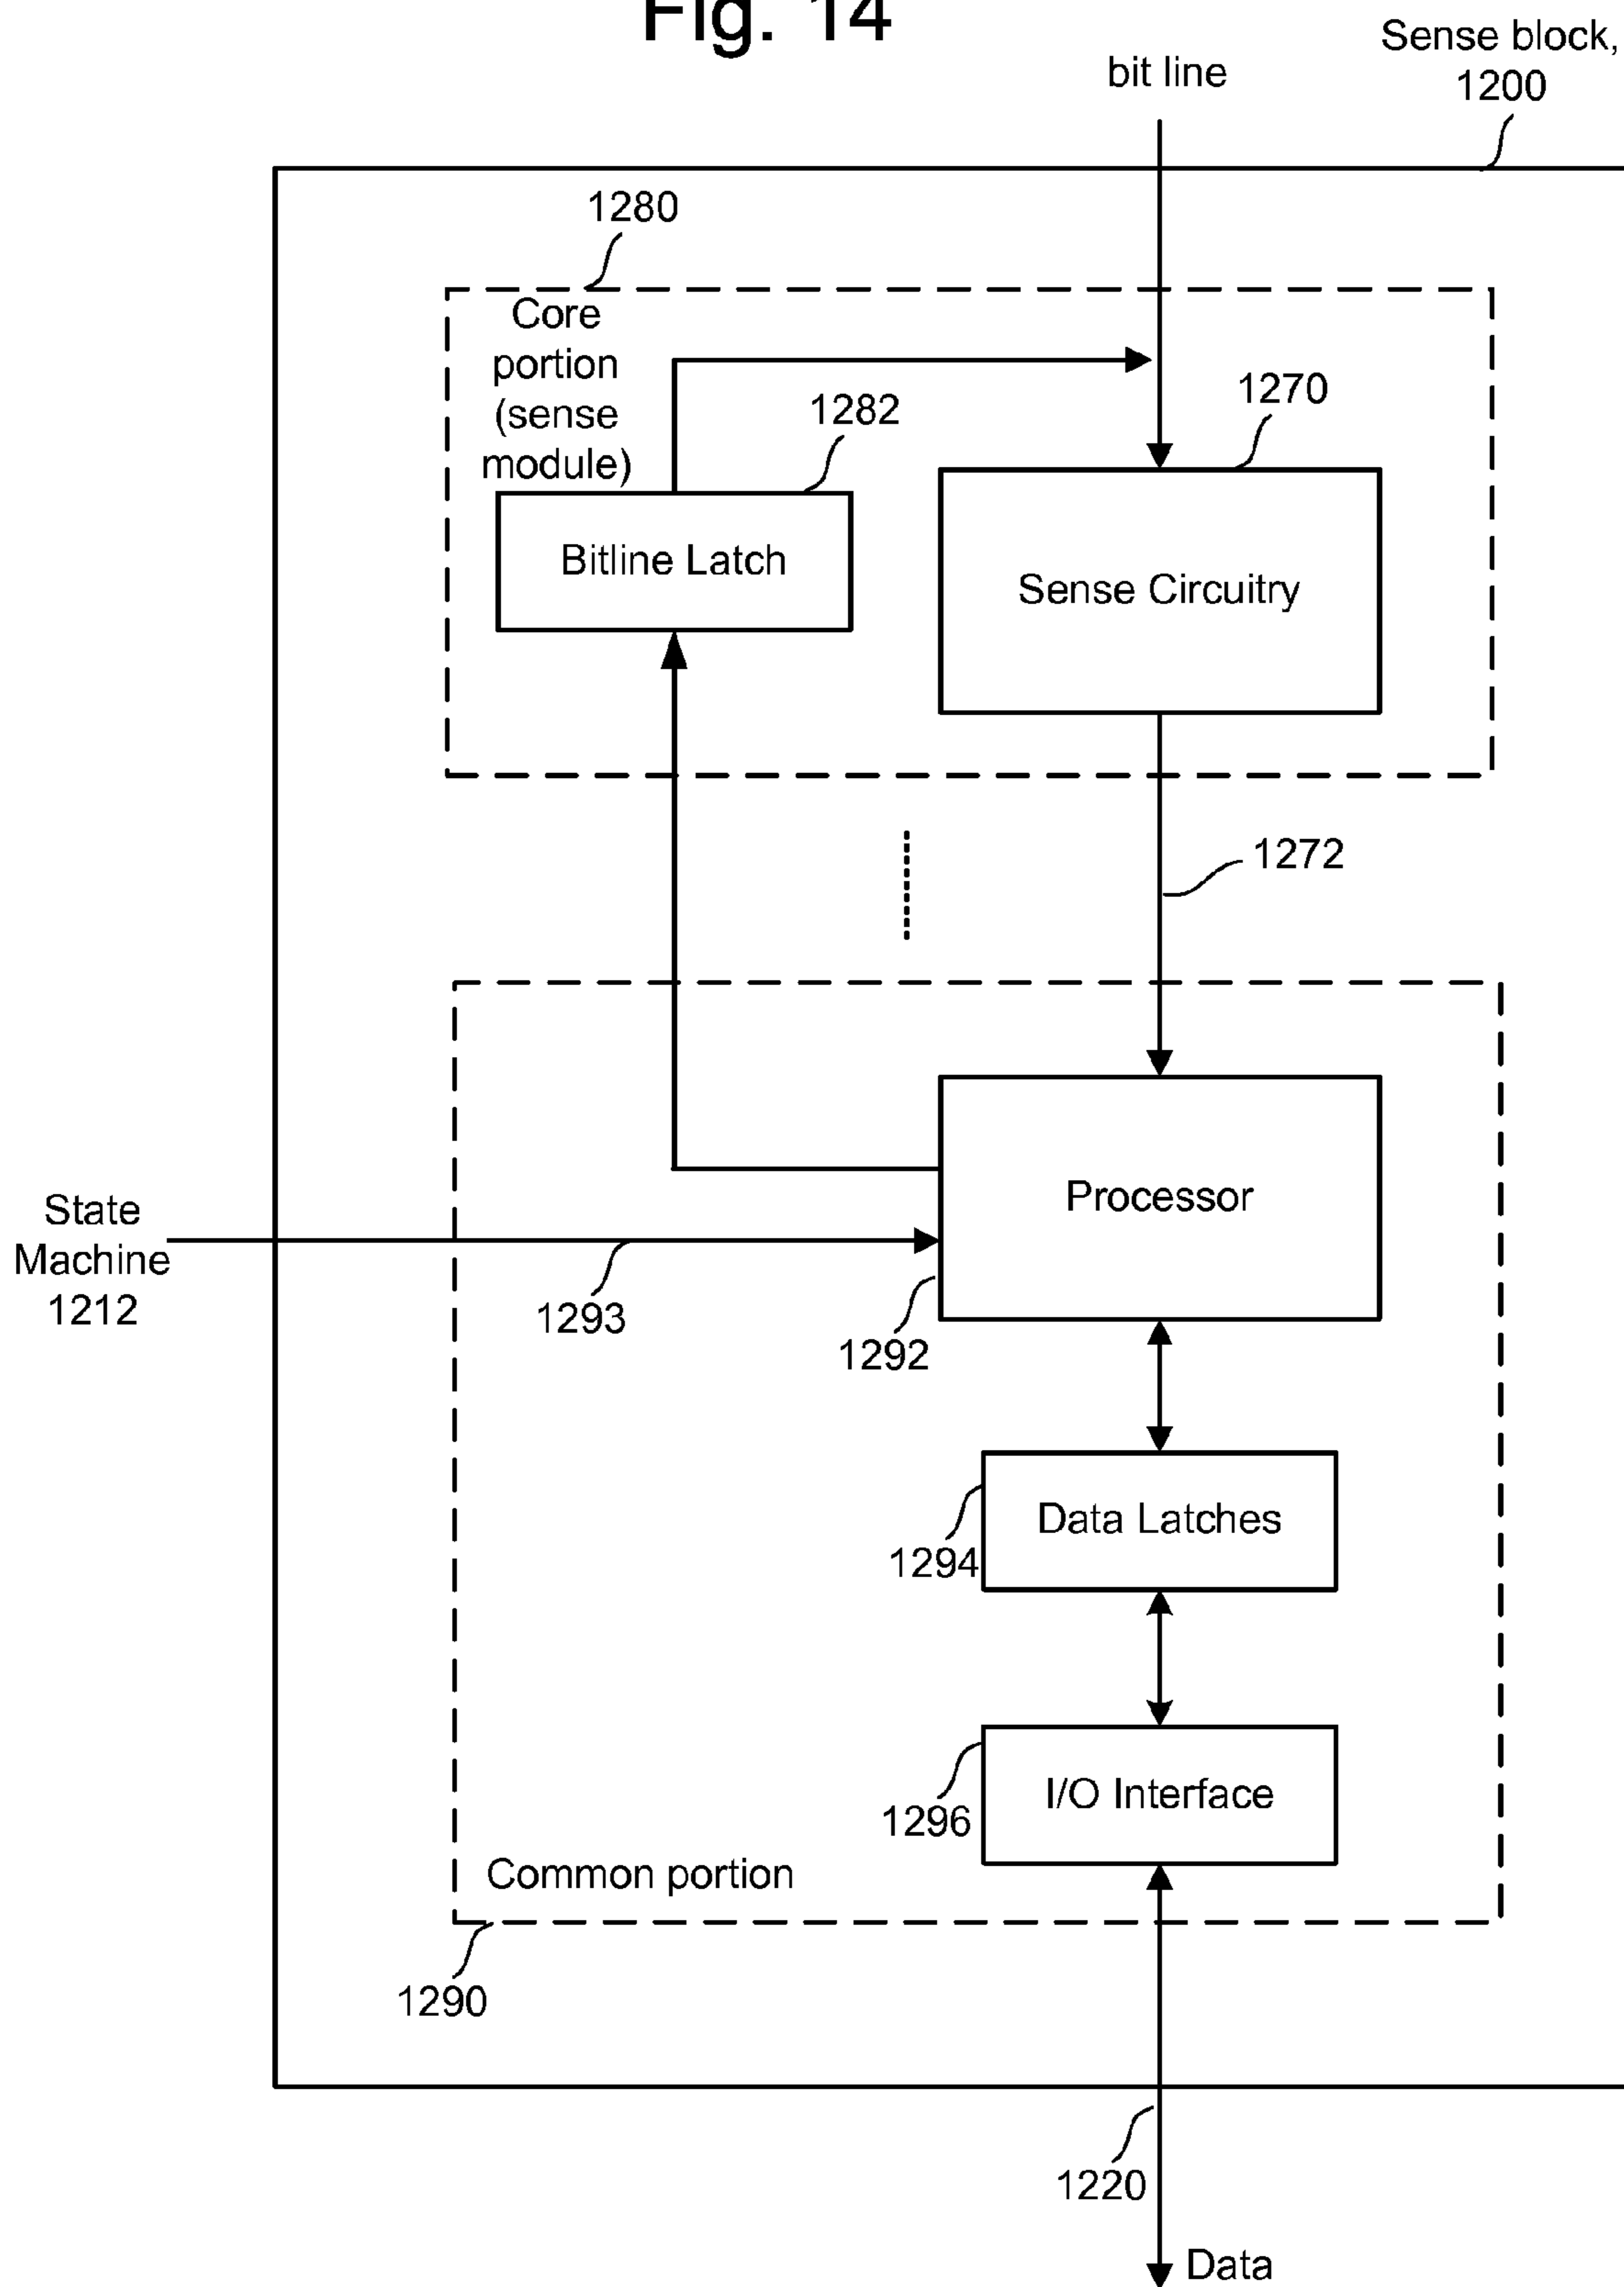 Fig. 14
Sense block,
1200
bit line
1280
Core
portion
(sense
module)
1282
1270
Bitline Latch
Sense Circuitry
1272
Processor
State
Machine
1212
1293
1292
Data Latches
1294
I/O Interface
1296
Common portion
1290
1220
Data